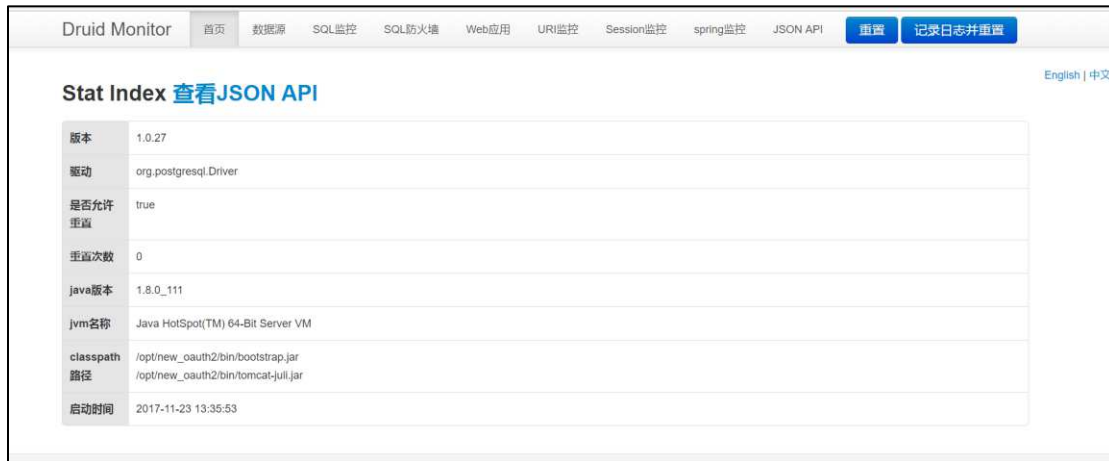 Druid Monitor 首页 数据源 SQL监控 SQL防火墙 Web应用 URI监控 Session监控 spring监控 JSON API 重置 记录日志并重置
English | 中文
Stat Index 查看JSON API
版本 1.0.27
驱动 org.postgresql.Driver
是否允许 true
重置
重置次数 0
java版本 1.8.0_111
jvm名称 Java HotSpot(TM) 64-Bit Server VM
classpath /opt/new_oauth2/bin/bootstrap.jar
路径 /opt/new_oauth2/bin/tomcat-juli.jar
启动时间 2017-11-23 13:35:53